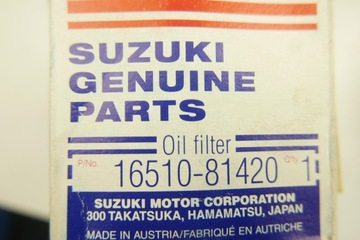 SUZUKI
GENUINE
PARTS
Oil filter
P/No. 16510-81420 Q'ty 1
SUZUKI MOTOR CORPORATION
300 TAKATSUKA, HAMAMATSU, JAPAN
MADE IN AUSTRIA/FABRIQUÉ EN AUTRICHE